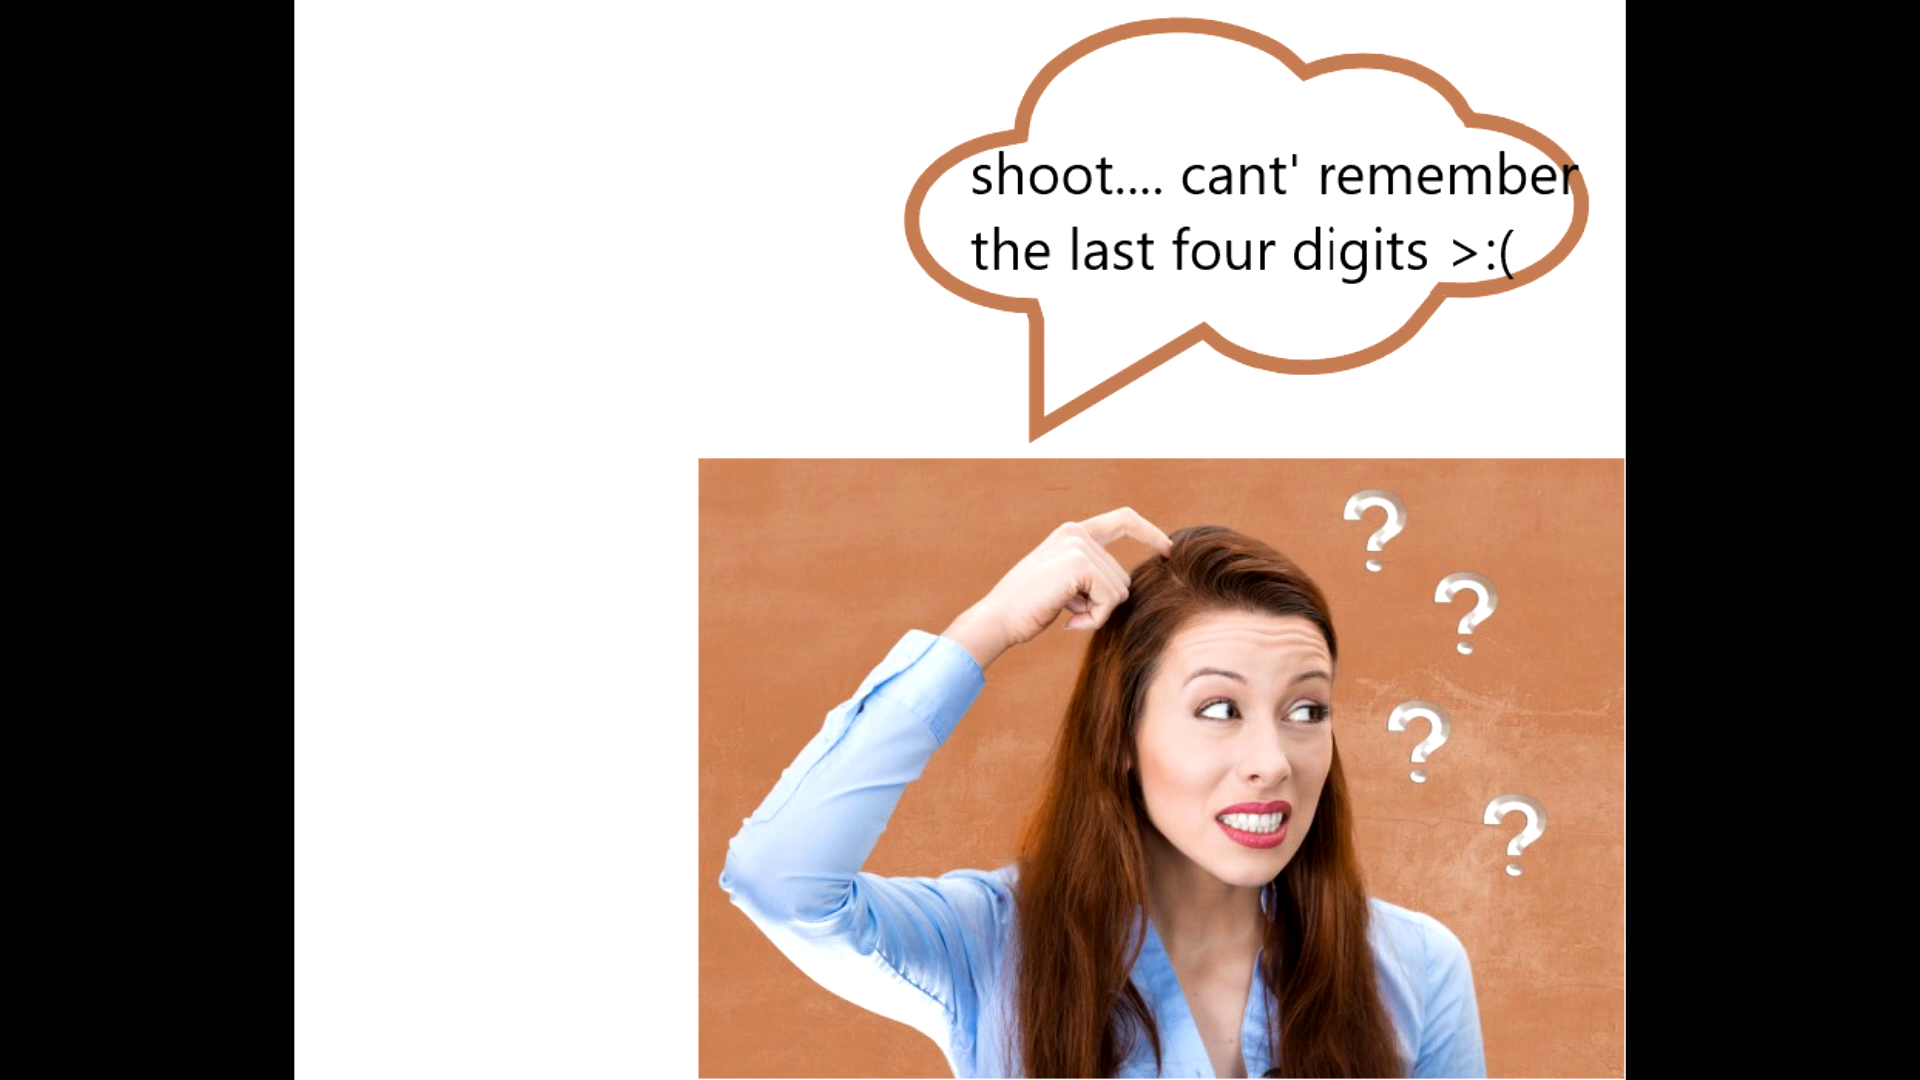 shoot.... cant' remember
the last four digits >:(
?
?
?
?